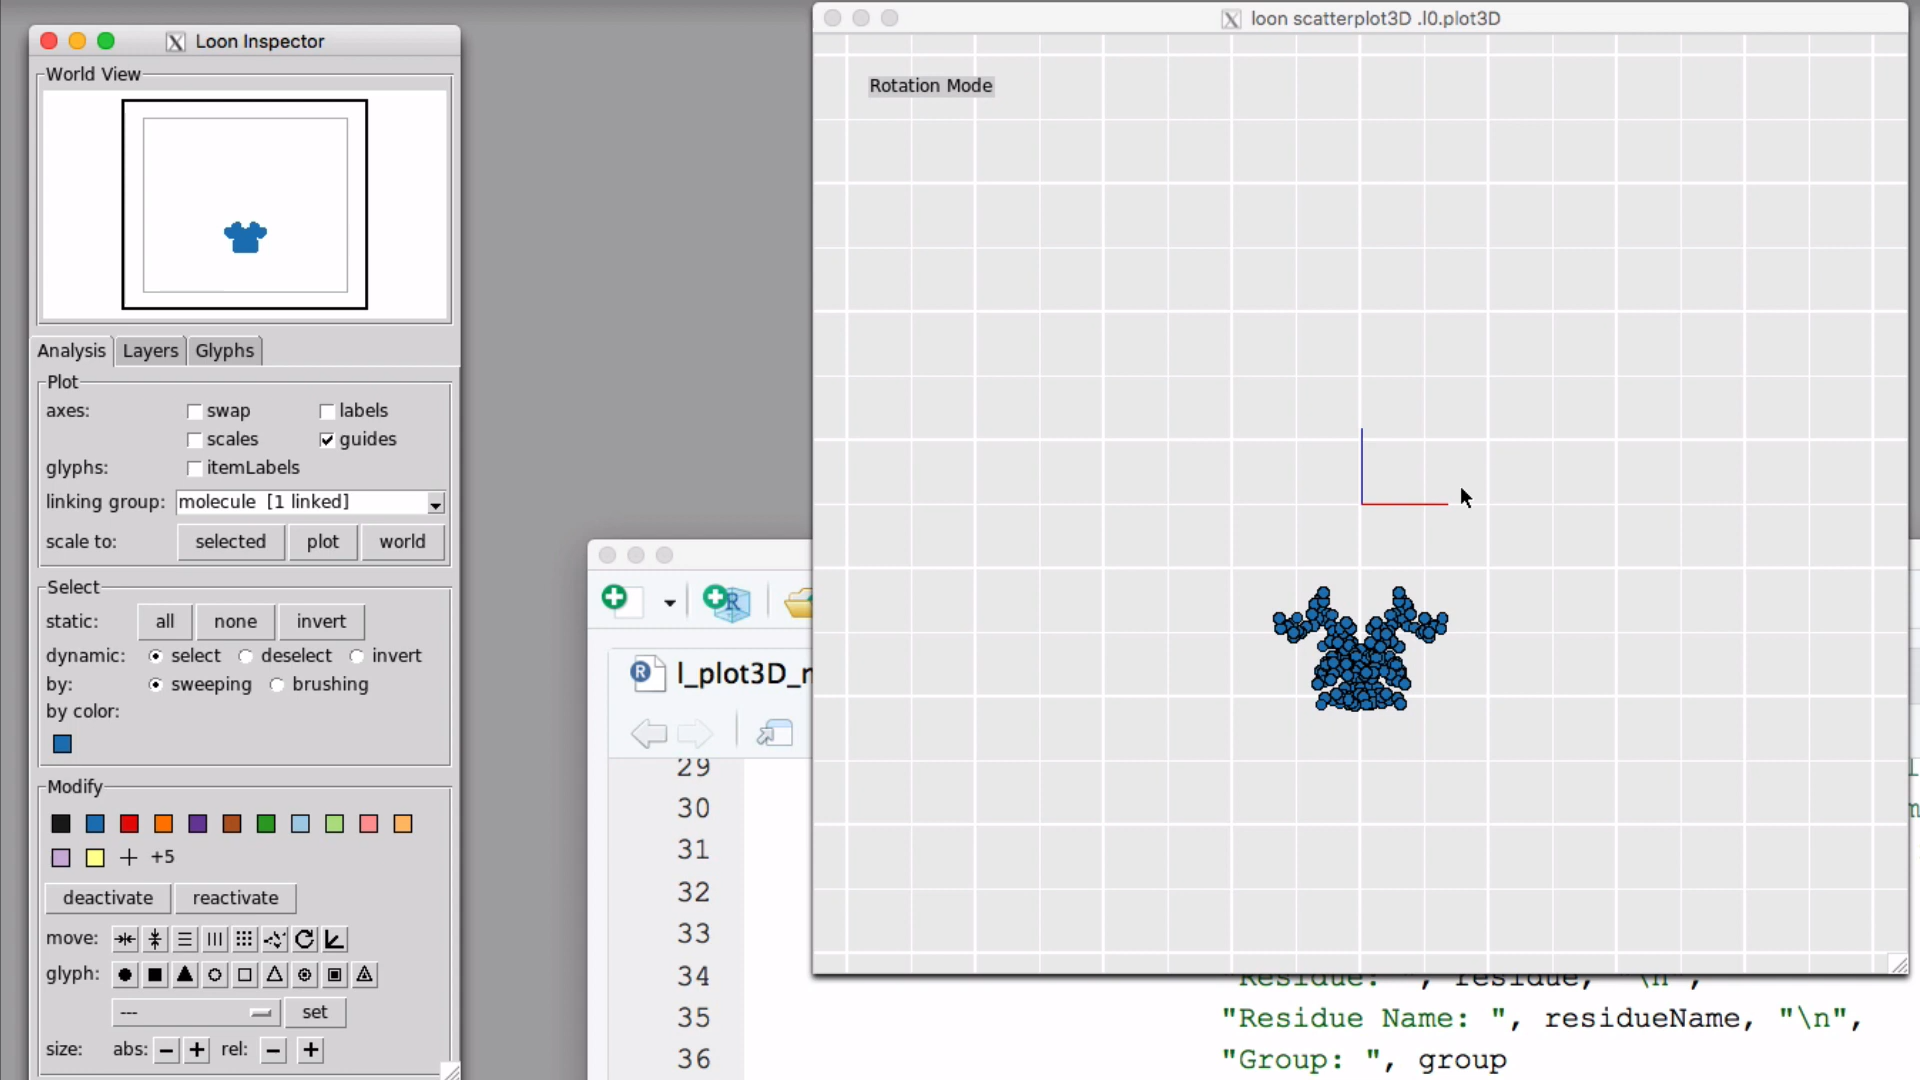 Loon Inspector
World View
Analysis Layers Glyphs
Plot
axes: swap labels
scales guides
glyphs: itemLabels
linking group: molecule [1 linked]
scale to: selected plot world
Select
static: all none invert
dynamic: select deselect invert
by: sweeping brushing
by color:
Modify
+5
deactivate reactivate
move:
glyph:
--- set
size: abs: - + rel: - +
loon scatterplot3D .l0.plot3D
Rotation Mode
l_plot3D_
29
30
31
32
33
34 "Residue: ", residue, "\n",
35 "Residue Name: ", residueName, "\n",
36 "Group: ", group